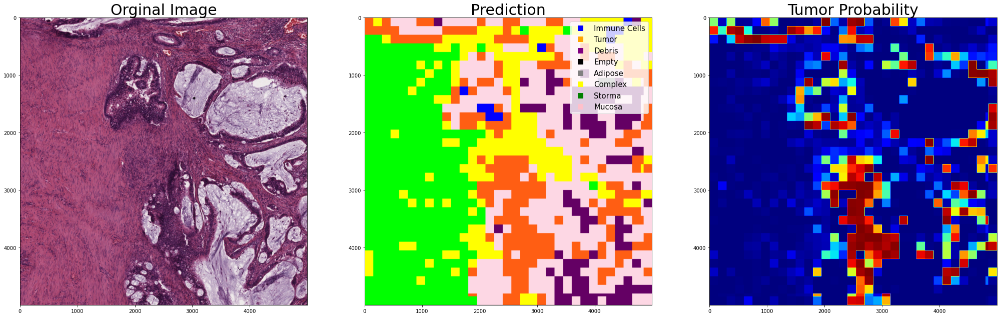 Orginal Image
0
1000
2000
3000
4000
0
1000
2000
3000
4000
Prediction
0
1000
2000
3000
4000
0
1000
2000
3000
4000
Immune Cells
Tumor
Debris
Empty
Adipose
Complex
Storma
Mucosa
Tumor Probability
0
1000
2000
3000
4000
0
1000
2000
3000
4000